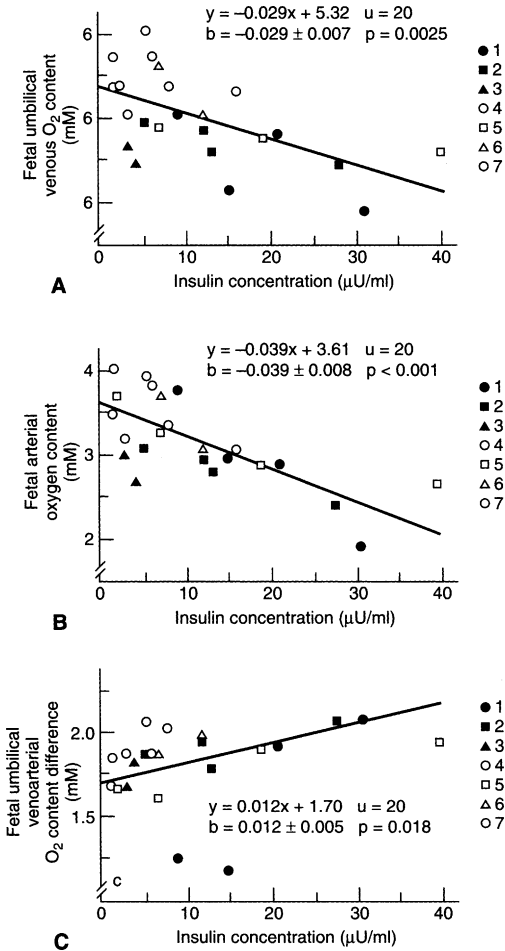 y = –0.029x + 5.32 u = 20
b = –0.029 ± 0.007 p = 0.0025
6
6
6
Fetal umbilical
venous O2 content
(mM)
1
2
3
4
5
6
7
0
10
20
30
40
Insulin concentration (μU/ml)
A
y = –0.039x + 3.61 u = 20
b = –0.039 ± 0.008 p < 0.001
4
3
2
Fetal arterial
oxygen content
(mM)
1
2
3
4
5
6
7
0
10
20
30
40
Insulin concentration (μU/ml)
B
2.0
1.5
Fetal umbilical
venoarterial
O2 content difference
(mM)
1
2
3
4
5
6
7
y = 0.012x + 1.70 u = 20
b = 0.012 ± 0.005 p = 0.018
c
0
10
20
30
40
Insulin concentration (μU/ml)
C